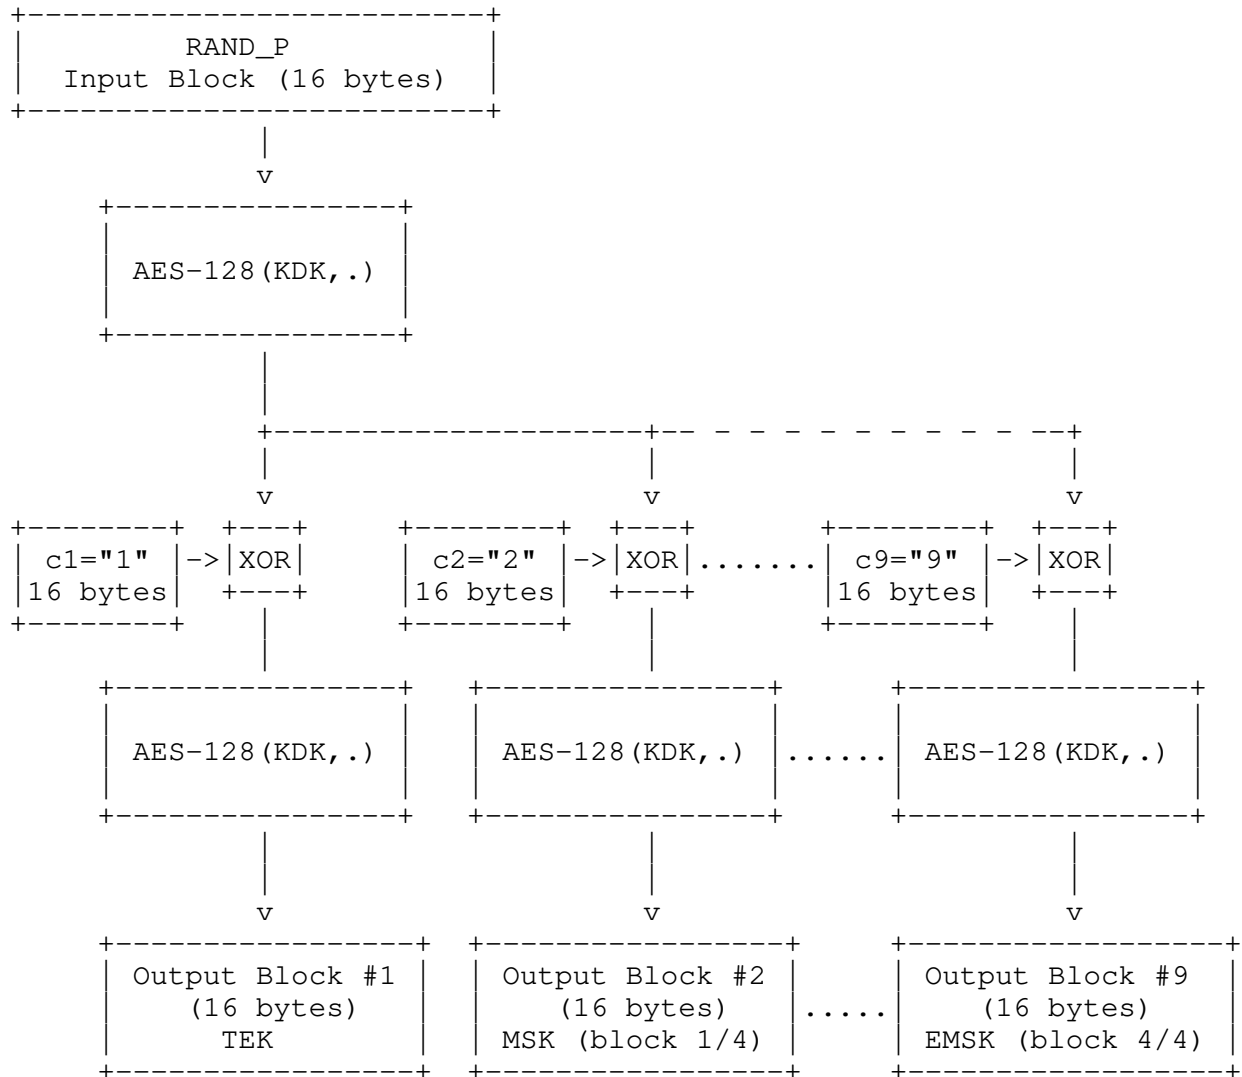 RAND_P
Input Block (16 bytes)
v
AES-128(KDK,.)
v v v
c1="1" -> XOR c2="2" -> XOR ....... c9="9" -> XOR
16 bytes 16 bytes 16 bytes
AES-128(KDK,.) AES-128(KDK,.) ...... AES-128(KDK,.)
v v v
Output Block #1 Output Block #2 Output Block #9
(16 bytes) (16 bytes) ..... (16 bytes)
TEK MSK (block 1/4) EMSK (block 4/4)